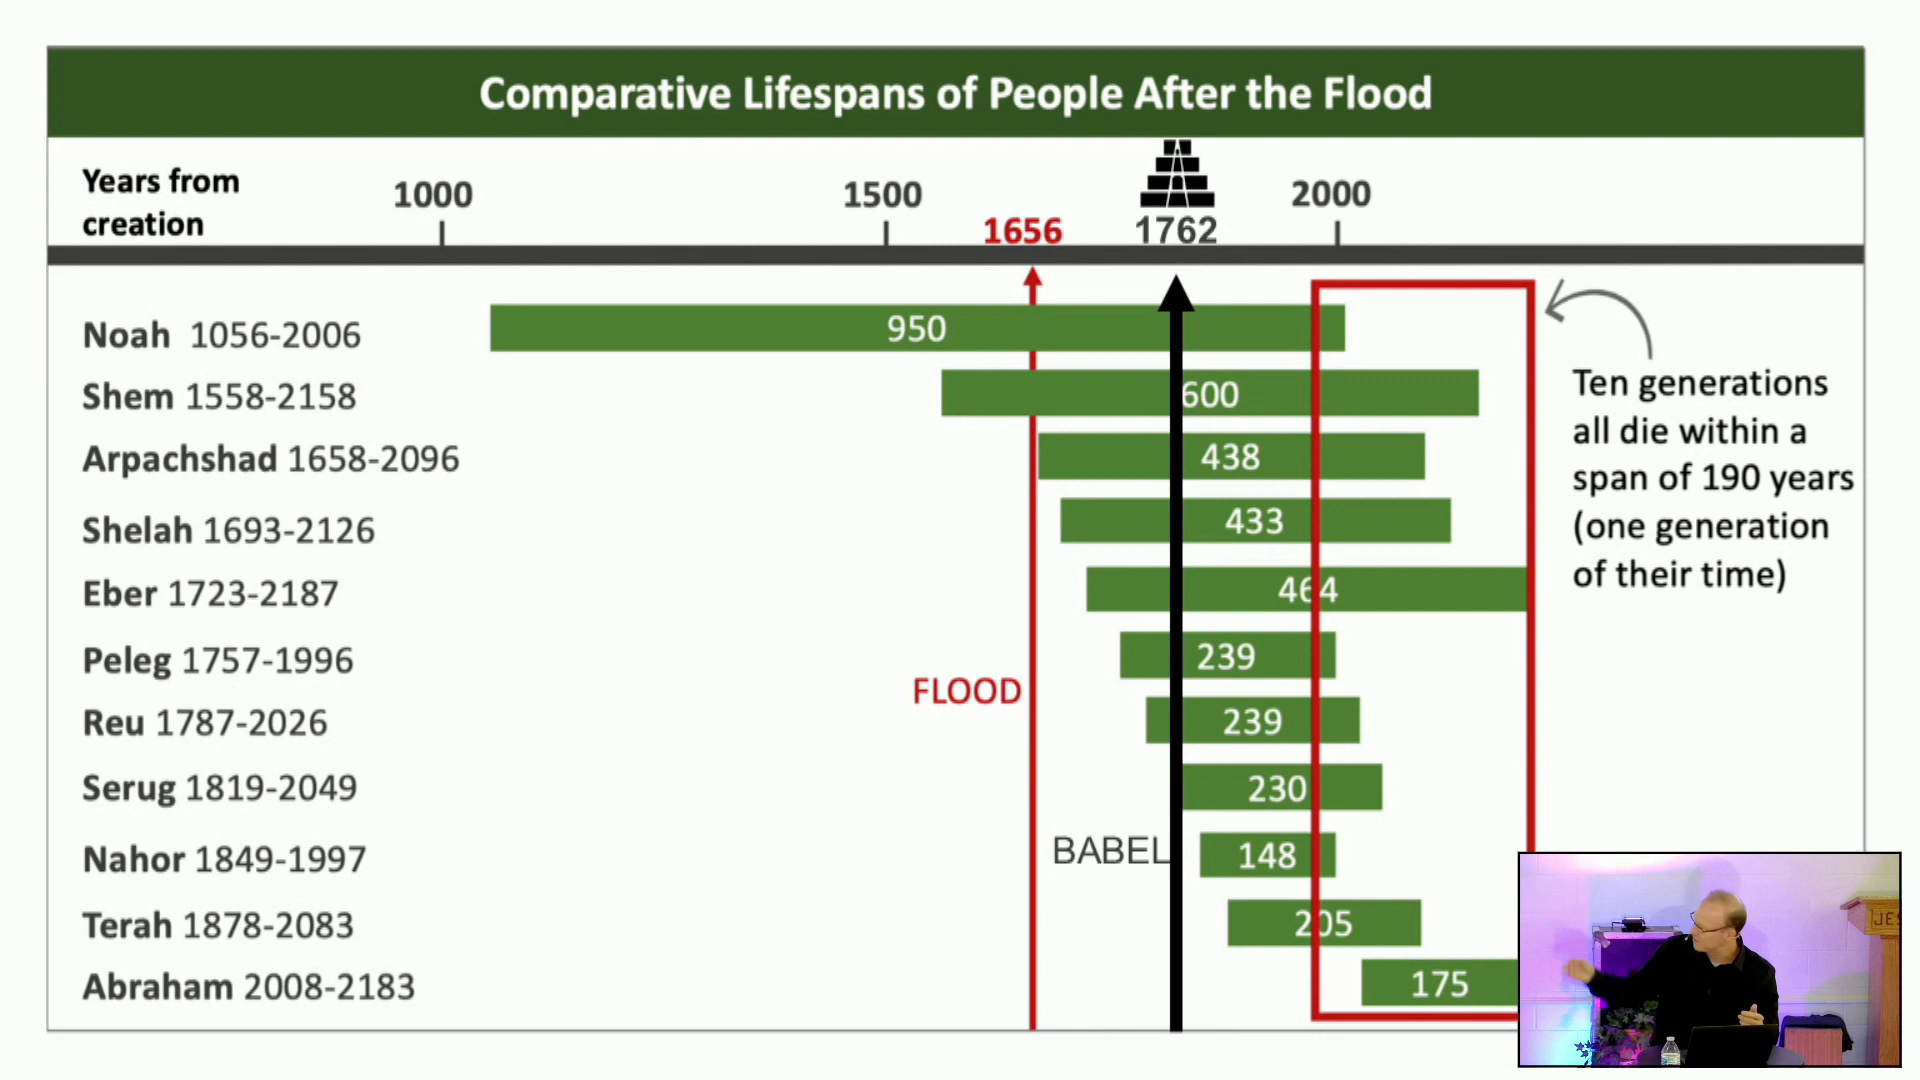 Comparative Lifespans of People After the Flood
Years from
creation
1000
1500
1656
1762
2000
Noah 1056-2006
950
Shem 1558-2158
600
Arpachshad 1658-2096
438
Shelah 1693-2126
433
Eber 1723-2187
464
Peleg 1757-1996
239
Reu 1787-2026
239
Serug 1819-2049
230
Nahor 1849-1997
148
Terah 1878-2083
205
Abraham 2008-2183
175
FLOOD
BABEL
Ten generations
all die within a
span of 190 years
(one generation
of their time)